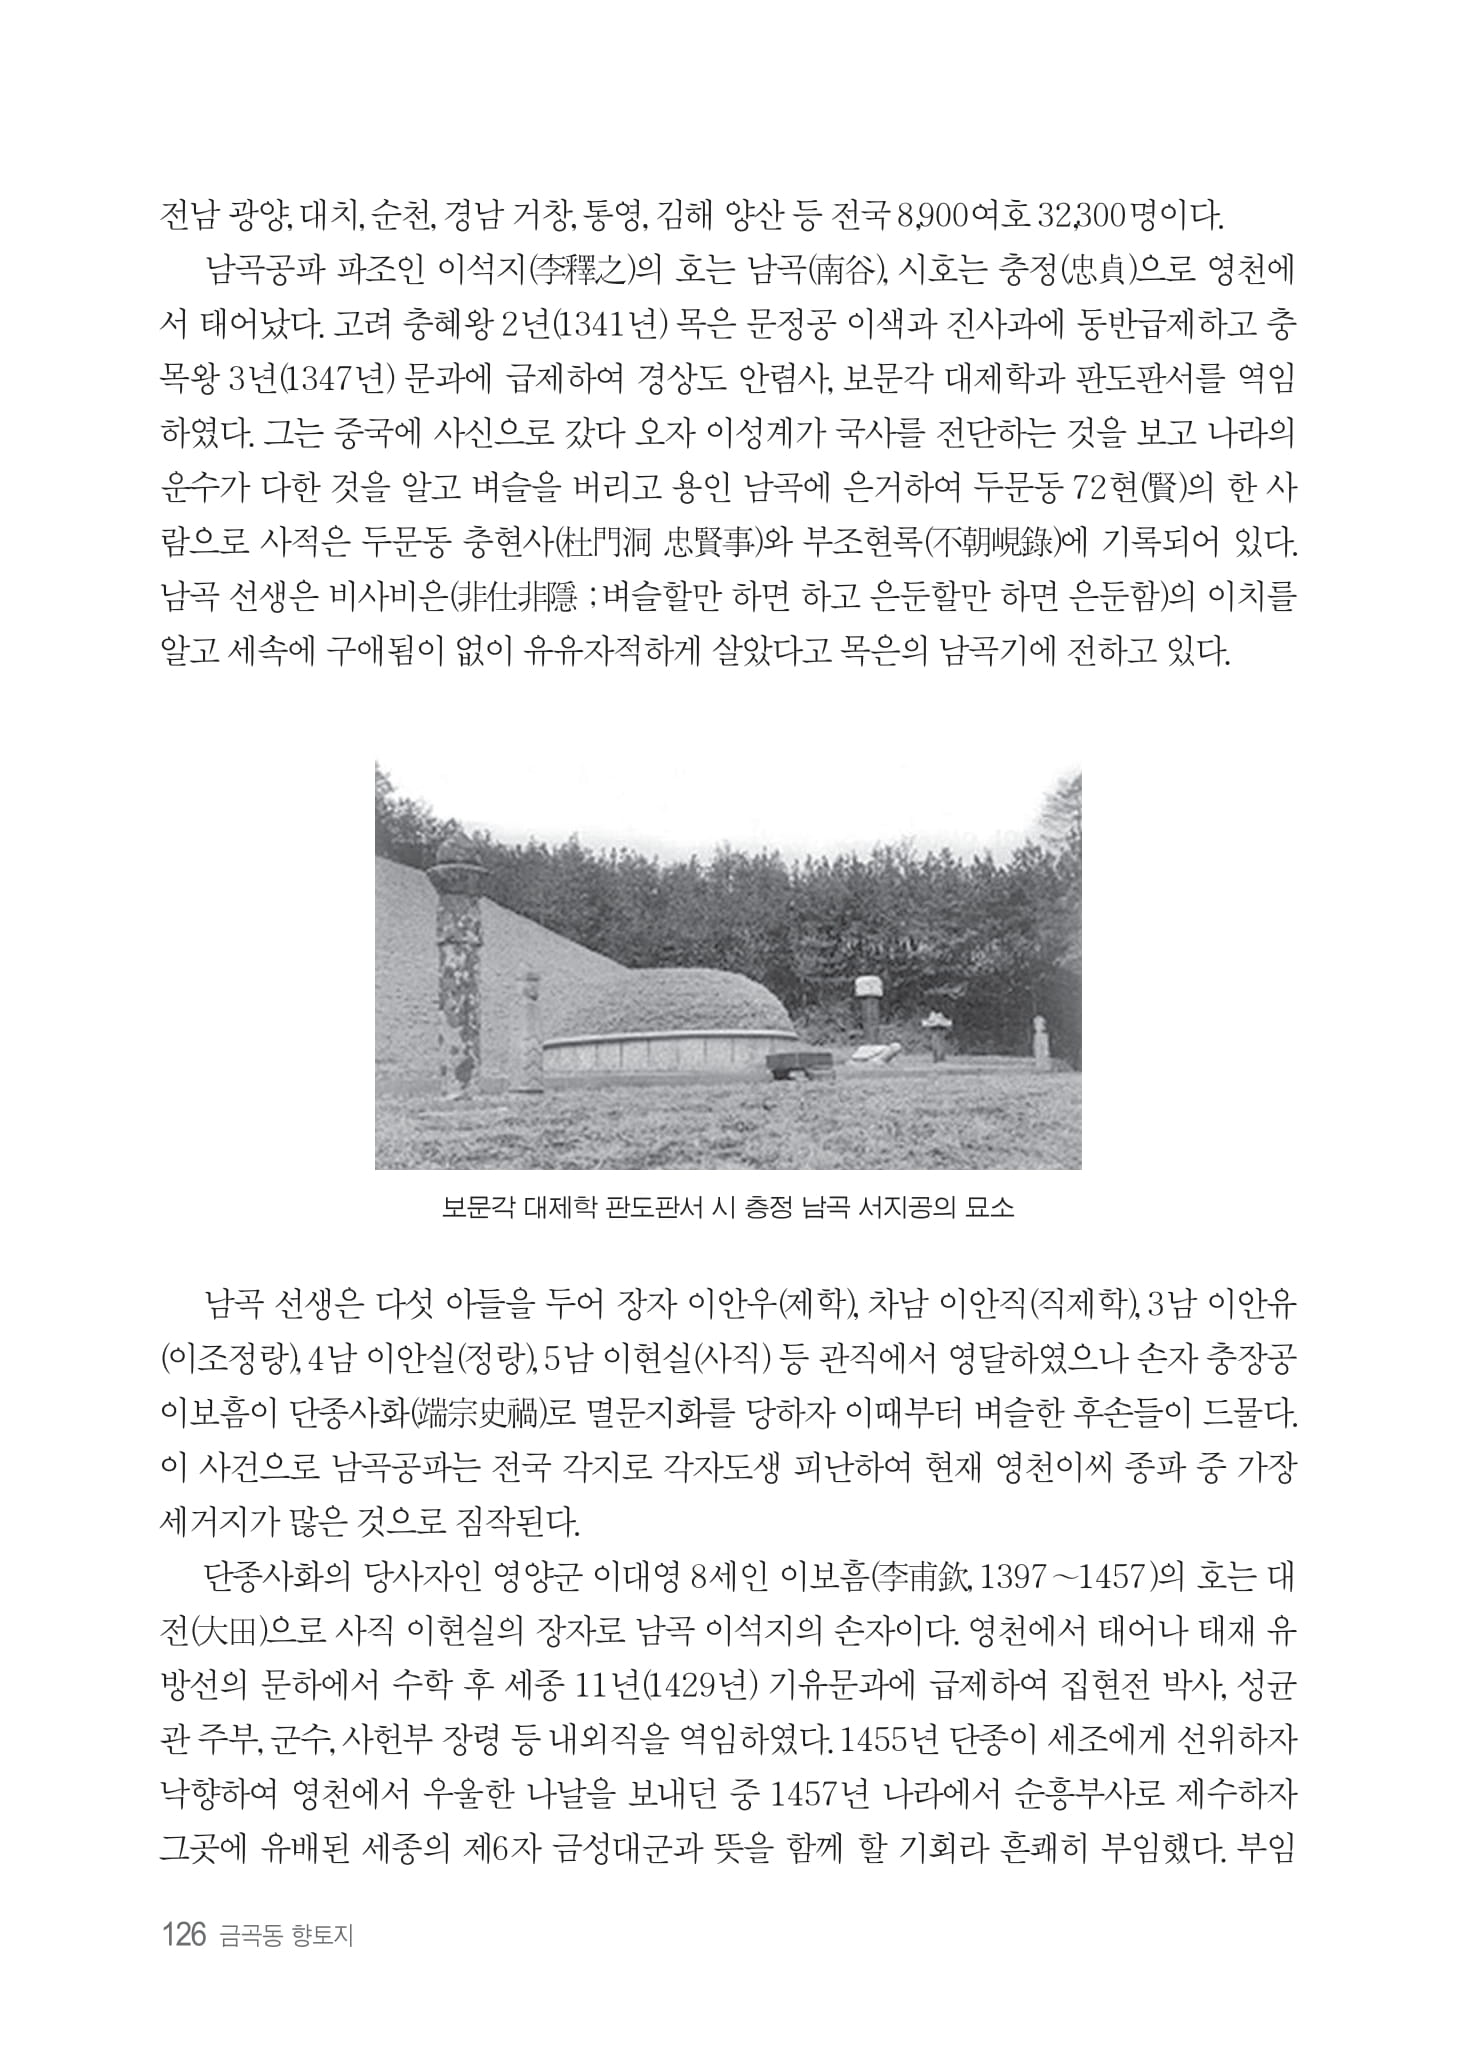 전남 광양, 대치, 순천, 경남 거창, 통영, 김해 양산 등 전국 8,900여호 32,300명이다.
남곡공파 파조인 이석지(李釋之)의 호는 남곡(南谷), 시호는 충정(忠貞)으로 영천에
서 태어났다. 고려 충혜왕 2년(1341년) 목은 문정공 이색과 진사과에 동반급제하고 충
목왕 3년(1347년) 문과에 급제하여 경상도 안렴사, 보문각 대제학과 판도판서를 역임
하였다. 그는 중국에 사신으로 갔다 오자 이성계가 국사를 전단하는 것을 보고 나라의
운수가 다한 것을 알고 벼슬을 버리고 용인 남곡에 은거하여 두문동 72현(賢)의 한 사
람으로 사적은 두문동 충현사(杜門洞 忠賢事)와 부조현록(不朝峴錄)에 기록되어 있다.
남곡 선생은 비사비은(非仕非隱 ; 벼슬할만 하면 하고 은둔할만 하면 은둔함)의 이치를
알고 세속에 구애됨이 없이 유유자적하게 살았다고 목은의 남곡기에 전하고 있다.
보문각 대제학 판도판서 시 층정 남곡 서지공의 묘소
남곡 선생은 다섯 아들을 두어 장자 이안우(제학), 차남 이안직(직제학), 3남 이안유
(이조정랑), 4남 이안실(정랑), 5남 이현실(사직) 등 관직에서 영달하였으나 손자 충장공
이보흠이 단종사화(端宗史禍)로 멸문지화를 당하자 이때부터 벼슬한 후손들이 드물다.
이 사건으로 남곡공파는 전국 각지로 각자도생 피난하여 현재 영천이씨 종파 중 가장
세거지가 많은 것으로 짐작된다.
단종사화의 당사자인 영양군 이대영 8세인 이보흠(李甫欽, 1397~1457)의 호는 대
전(大田)으로 사직 이현실의 장자로 남곡 이석지의 손자이다. 영천에서 태어나 태재 유
방선의 문하에서 수학 후 세종 11년(1429년) 기유문과에 급제하여 집현전 박사, 성균
관 주부, 군수, 사헌부 장령 등 내외직을 역임하였다. 1455년 단종이 세조에게 선위하자
낙향하여 영천에서 우울한 나날을 보내던 중 1457년 나라에서 순흥부사로 제수하자
그곳에 유배된 세종의 제6자 금성대군과 뜻을 함께 할 기회라 흔쾌히 부임했다. 부임
126 금곡동 향토지